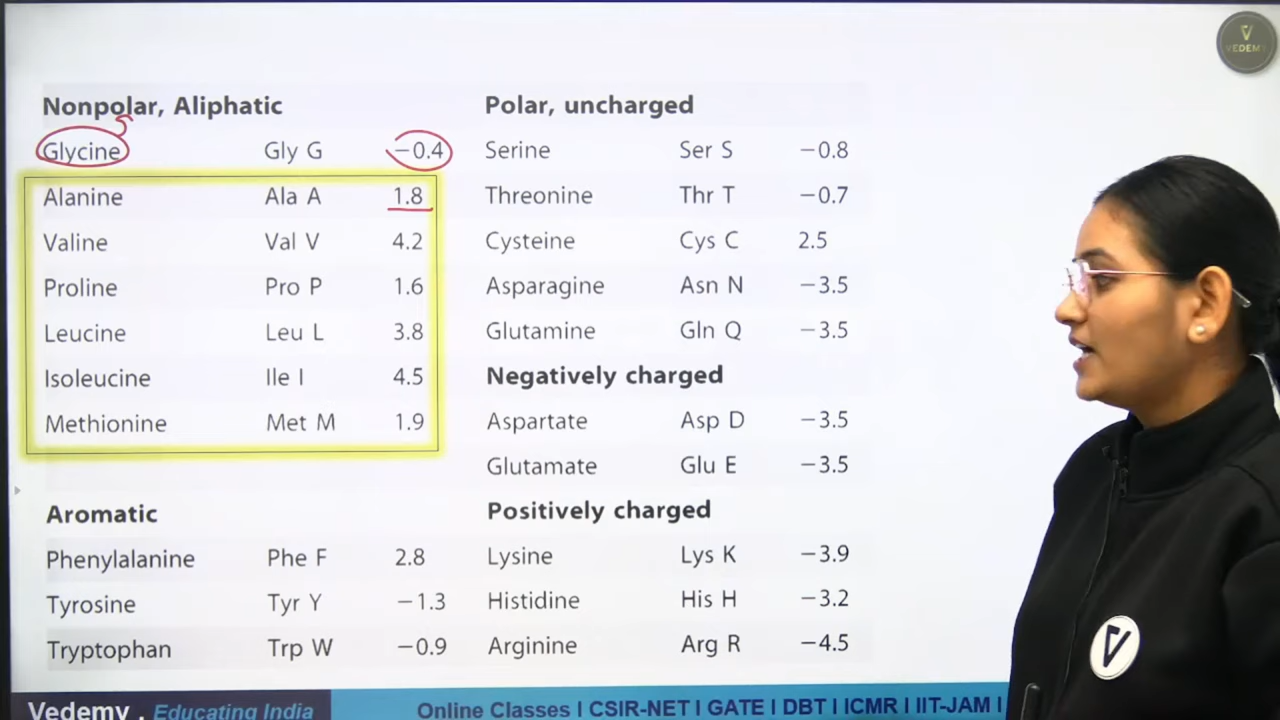 VEDEMY
Nonpolar, Aliphatic
Glycine Gly G −0.4
Alanine Ala A 1.8
Valine Val V 4.2
Proline Pro P 1.6
Leucine Leu L 3.8
Isoleucine Ile I 4.5
Methionine Met M 1.9
Aromatic
Phenylalanine Phe F 2.8
Tyrosine Tyr Y −1.3
Tryptophan Trp W −0.9
Polar, uncharged
Serine Ser S −0.8
Threonine Thr T −0.7
Cysteine Cys C 2.5
Asparagine Asn N −3.5
Glutamine Gln Q −3.5
Negatively charged
Aspartate Asp D −3.5
Glutamate Glu E −3.5
Positively charged
Lysine Lys K −3.9
Histidine His H −3.2
Arginine Arg R −4.5
Vedemy . Educating India
Online Classes I CSIR-NET I GATE I DBT I ICMR I IIT-JAM I